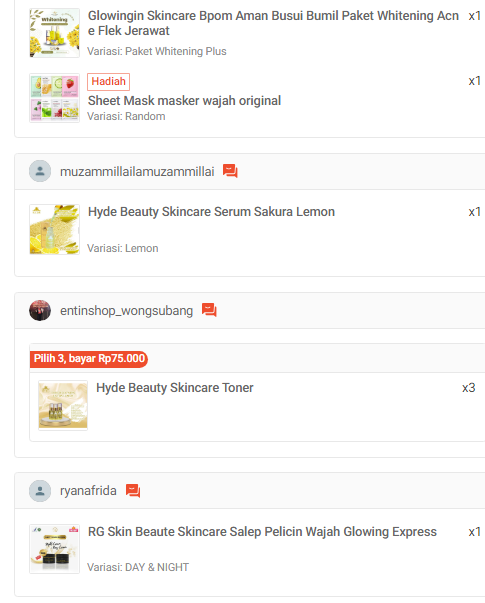 Glowingin Skincare Bpom Aman Busui Bumil Paket Whitening Acn x1
e Flek Jerawat
Variasi: Paket Whitening Plus
Hadiah x1
Sheet Mask masker wajah original
Variasi: Random
muzammillailamuzammillai
Hyde Beauty Skincare Serum Sakura Lemon x1
Variasi: Lemon
entinshop_wongsubang
Pilih 3, bayar Rp75.000
Hyde Beauty Skincare Toner x3
ryanafrida
RG Skin Beaute Skincare Salep Pelicin Wajah Glowing Express x1
Variasi: DAY & NIGHT
Whitening